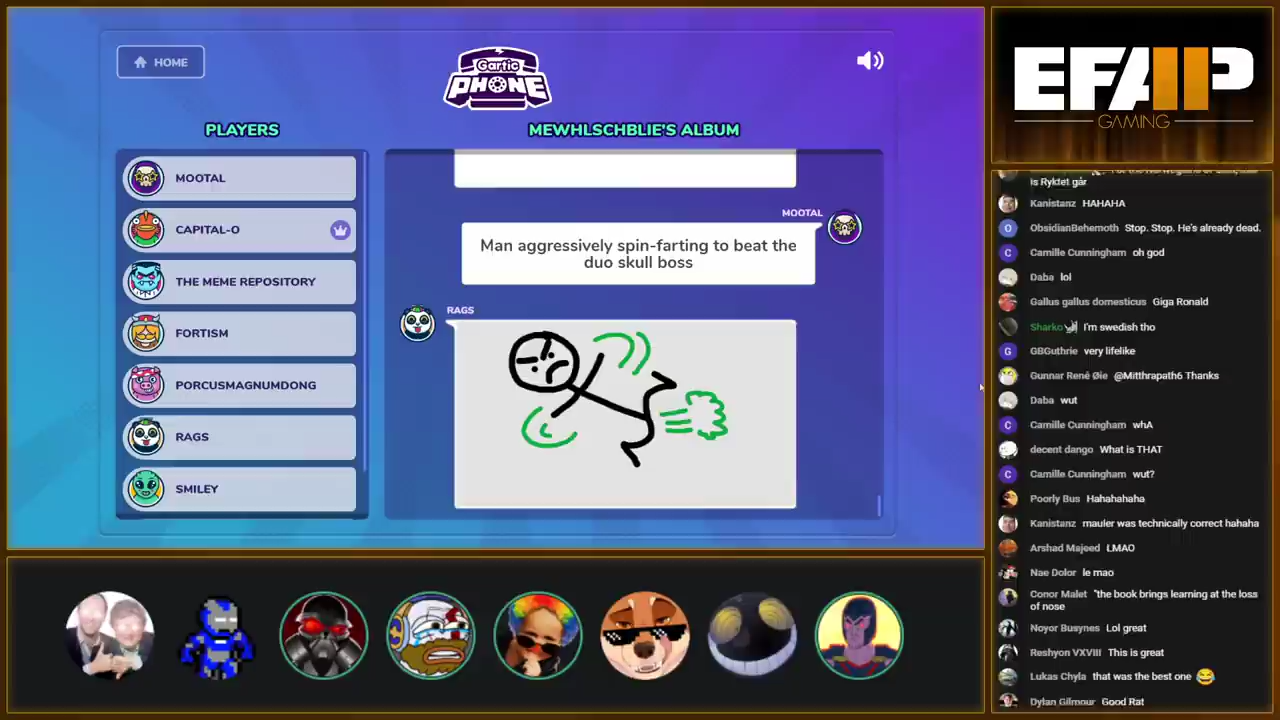 HOME
Gartic
PHONE
PLAYERS
MOOTAL
CAPITAL-O
THE MEME REPOSITORY
FORTISM
PORCUSMAGNUMDONG
RAGS
SMILEY
MEWHLSCHBLIE'S ALBUM
MOOTAL
Man aggressively spin-farting to beat the
duo skull boss
RAGS
EFAP
GAMING
is Ryktet går
Kanistanz HAHAHA
ObsidianBehemoth Stop. Stop. He's already dead.
Camille Cunningham oh god
Daba lol
Gallus gallus domesticus Giga Ronald
Sharko I'm swedish tho
GBGuthrie very lifelike
Gunnar René Øie @Mitthrapath6 Thanks
Daba wut
Camille Cunningham whA
decent dango What is THAT
Camille Cunningham wut?
Poorly Bus Hahahahaha
Kanistanz mauler was technically correct hahaha
Arshad Majeed LMAO
Nae Dolor le mao
Conor Malet "the book brings learning at the loss
of nose
Noyor Busynes Lol great
Reshyon VXVIII This is great
Lukas Chyla that was the best one
Dylan Gilmour Good Rat